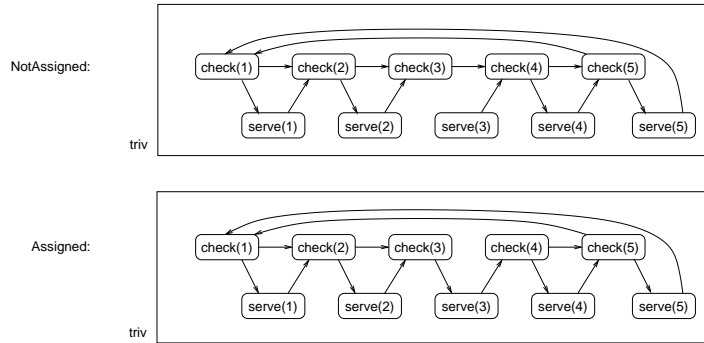 NotAssigned:
check(1) check(2) check(3) check(4) check(5)
serve(1) serve(2) serve(3) serve(4) serve(5)
triv
Assigned:
check(1) check(2) check(3) check(4) check(5)
serve(1) serve(2) serve(3) serve(4) serve(5)
triv